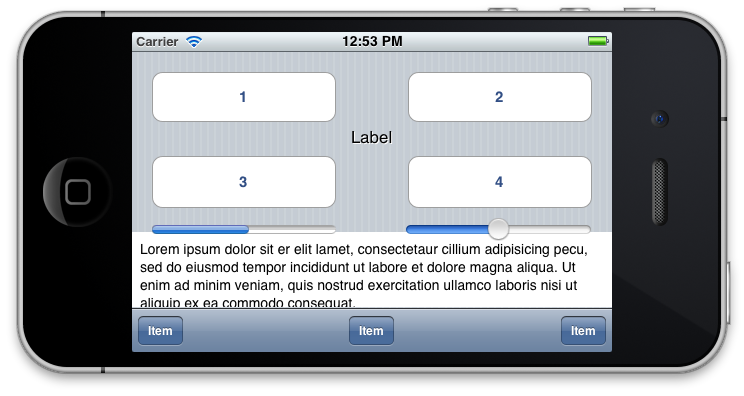 Carrier 12:53 PM
1 2
Label
3 4
Lorem ipsum dolor sit er elit lamet, consectetaur cillium adipisicing pecu,
sed do eiusmod tempor incididunt ut labore et dolore magna aliqua. Ut
enim ad minim veniam, quis nostrud exercitation ullamco laboris nisi ut
aliquip ex ea commodo consequat.
Item Item Item